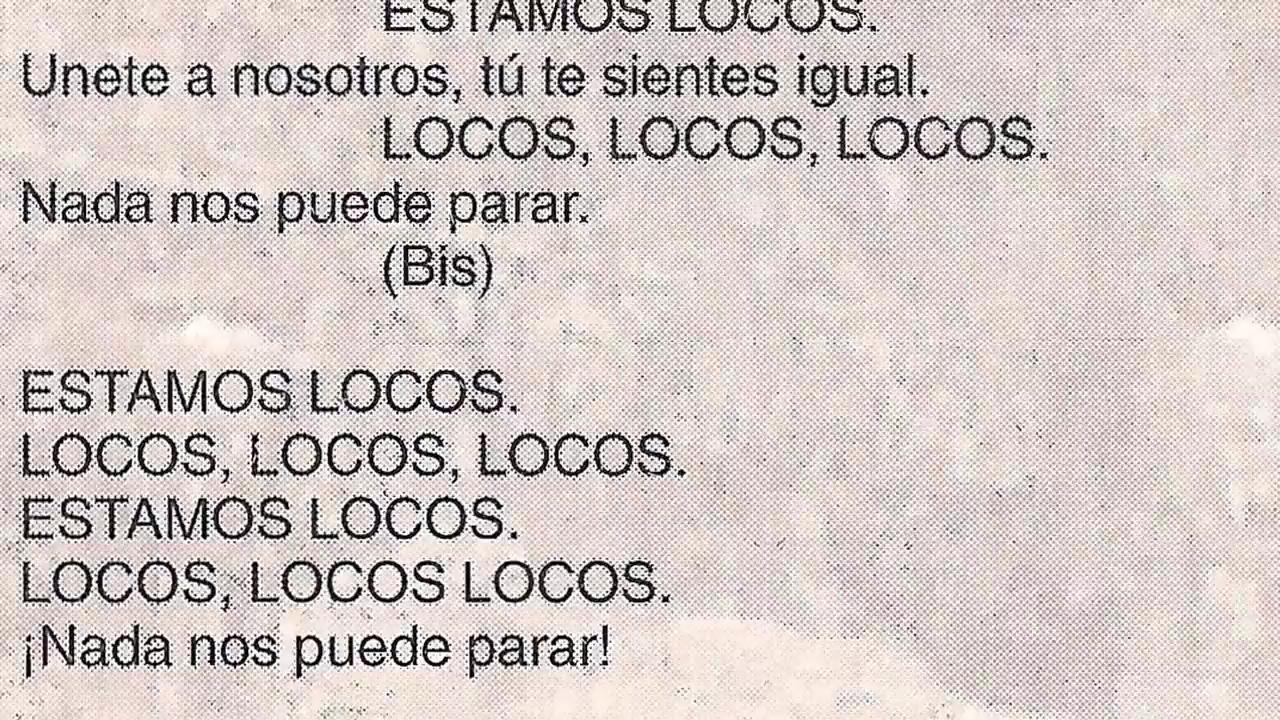 ESTAMOS LOCOS.
Unete a nosotros, tú te sientes igual.
LOCOS, LOCOS, LOCOS.
Nada nos puede parar.
(Bis)
ESTAMOS LOCOS.
LOCOS, LOCOS, LOCOS.
ESTAMOS LOCOS.
LOCOS, LOCOS LOCOS.
¡Nada nos puede parar!